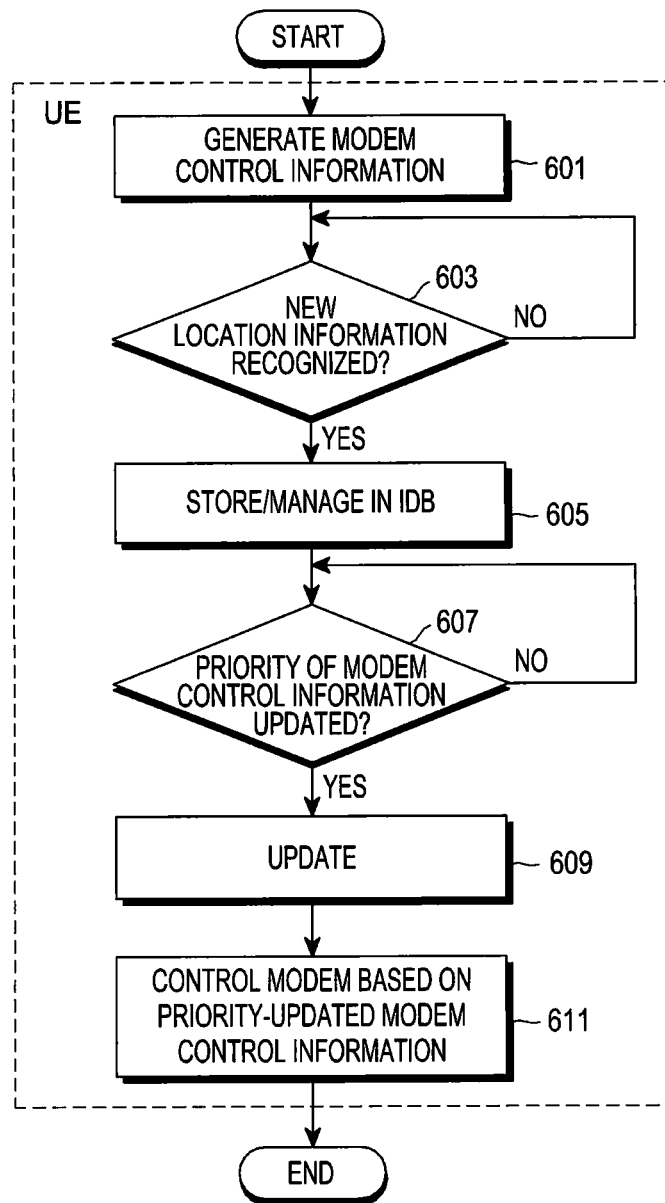 START
UE
GENERATE MODEM
CONTROL INFORMATION
601
603
NEW
LOCATION INFORMATION
RECOGNIZED?
NO
YES
STORE/MANAGE IN IDB
605
607
PRIORITY OF MODEM
CONTROL INFORMATION
UPDATED?
NO
YES
UPDATE
609
CONTROL MODEM BASED ON
PRIORITY-UPDATED MODEM
CONTROL INFORMATION
611
END